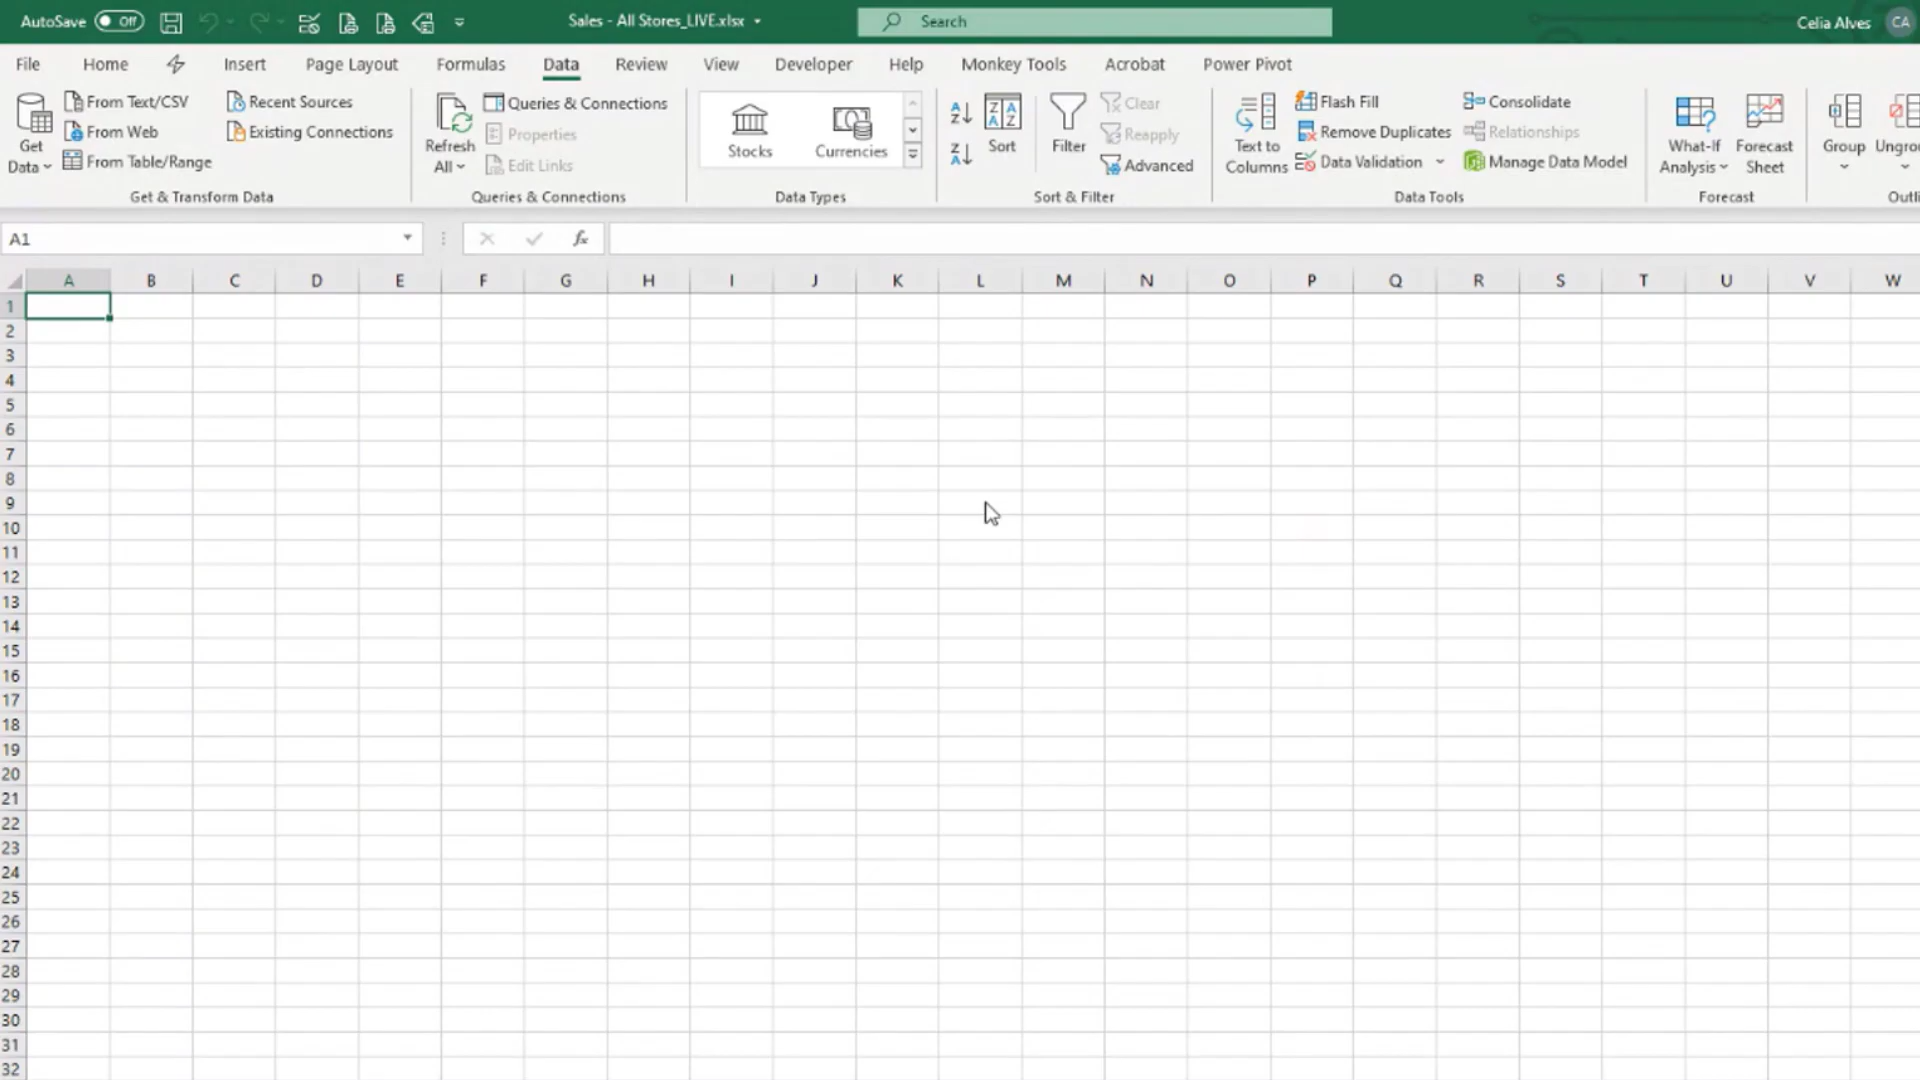 AutoSave Off Sales - All Stores_LIVE.xlsx Search Celia Alves CA
File Home Insert Page Layout Formulas Data Review View Developer Help Monkey Tools Acrobat Power Pivot
Get Data
From Text/CSV
From Web
From Table/Range
Recent Sources
Existing Connections
Get & Transform Data
Refresh All
Queries & Connections
Properties
Edit Links
Queries & Connections
Stocks
Currencies
Data Types
Sort
Filter
Clear
Reapply
Advanced
Sort & Filter
Text to Columns
Flash Fill
Remove Duplicates
Data Validation
Consolidate
Relationships
Manage Data Model
Data Tools
What-If Analysis
Forecast Sheet
Forecast
Group
Ungro
Outli
A1 fx
A B C D E F G H I J K L M N O P Q R S T U V W
1
2
3
4
5
6
7
8
9
10
11
12
13
14
15
16
17
18
19
20
21
22
23
24
25
26
27
28
29
30
31
32